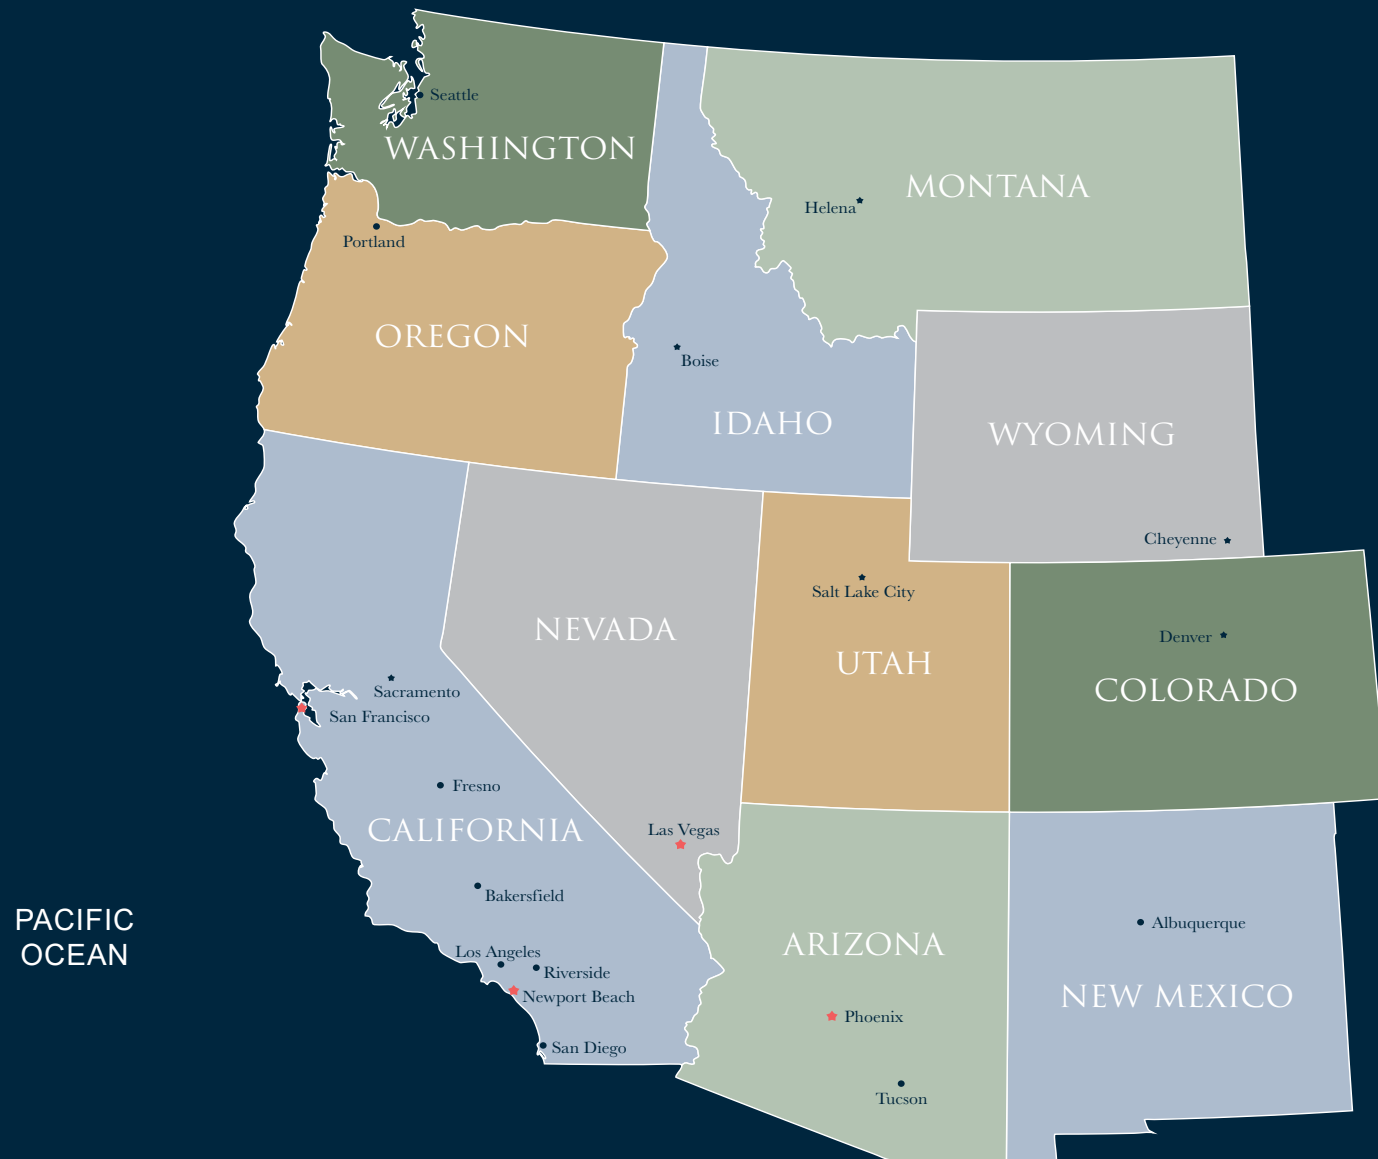 Seattle
WASHINGTON
MONTANA
Helena
Portland
OREGON
Boise
IDAHO
WYOMING
Cheyenne
Salt Lake City
NEVADA
UTAH
Denver
COLORADO
Sacramento
San Francisco
Fresno
CALIFORNIA
Las Vegas
Bakersfield
PACIFIC
OCEAN
ARIZONA
Albuquerque
Los Angeles
Riverside
Newport Beach
NEW MEXICO
Phoenix
San Diego
Tucson